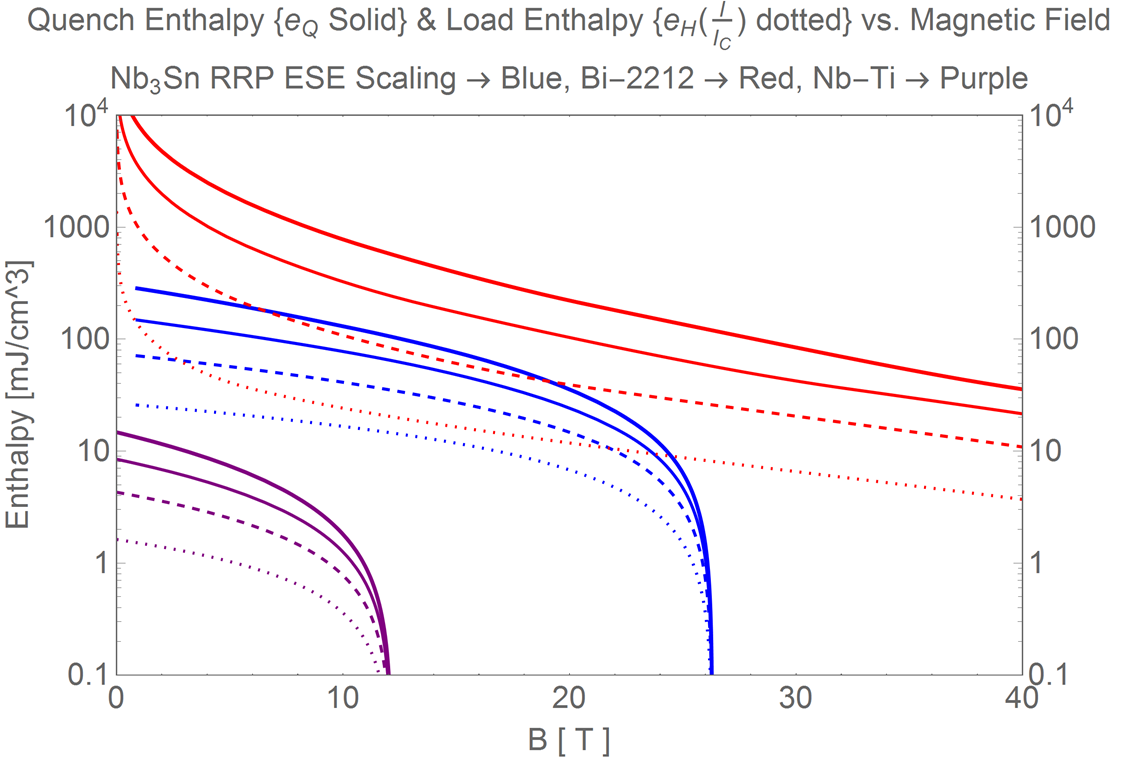 Quench Enthalpy {e_Q Solid} & Load Enthalpy {e_H(I/I_C) dotted} vs. Magnetic Field
Nb₃Sn RRP ESE Scaling → Blue, Bi−2212 → Red, Nb−Ti → Purple
10⁴ 10⁴
1000 1000
100 100
10 10
1 1
0.1 0.1
Enthalpy [mJ/cm^3]
0 10 20 30 40
B [ T ]